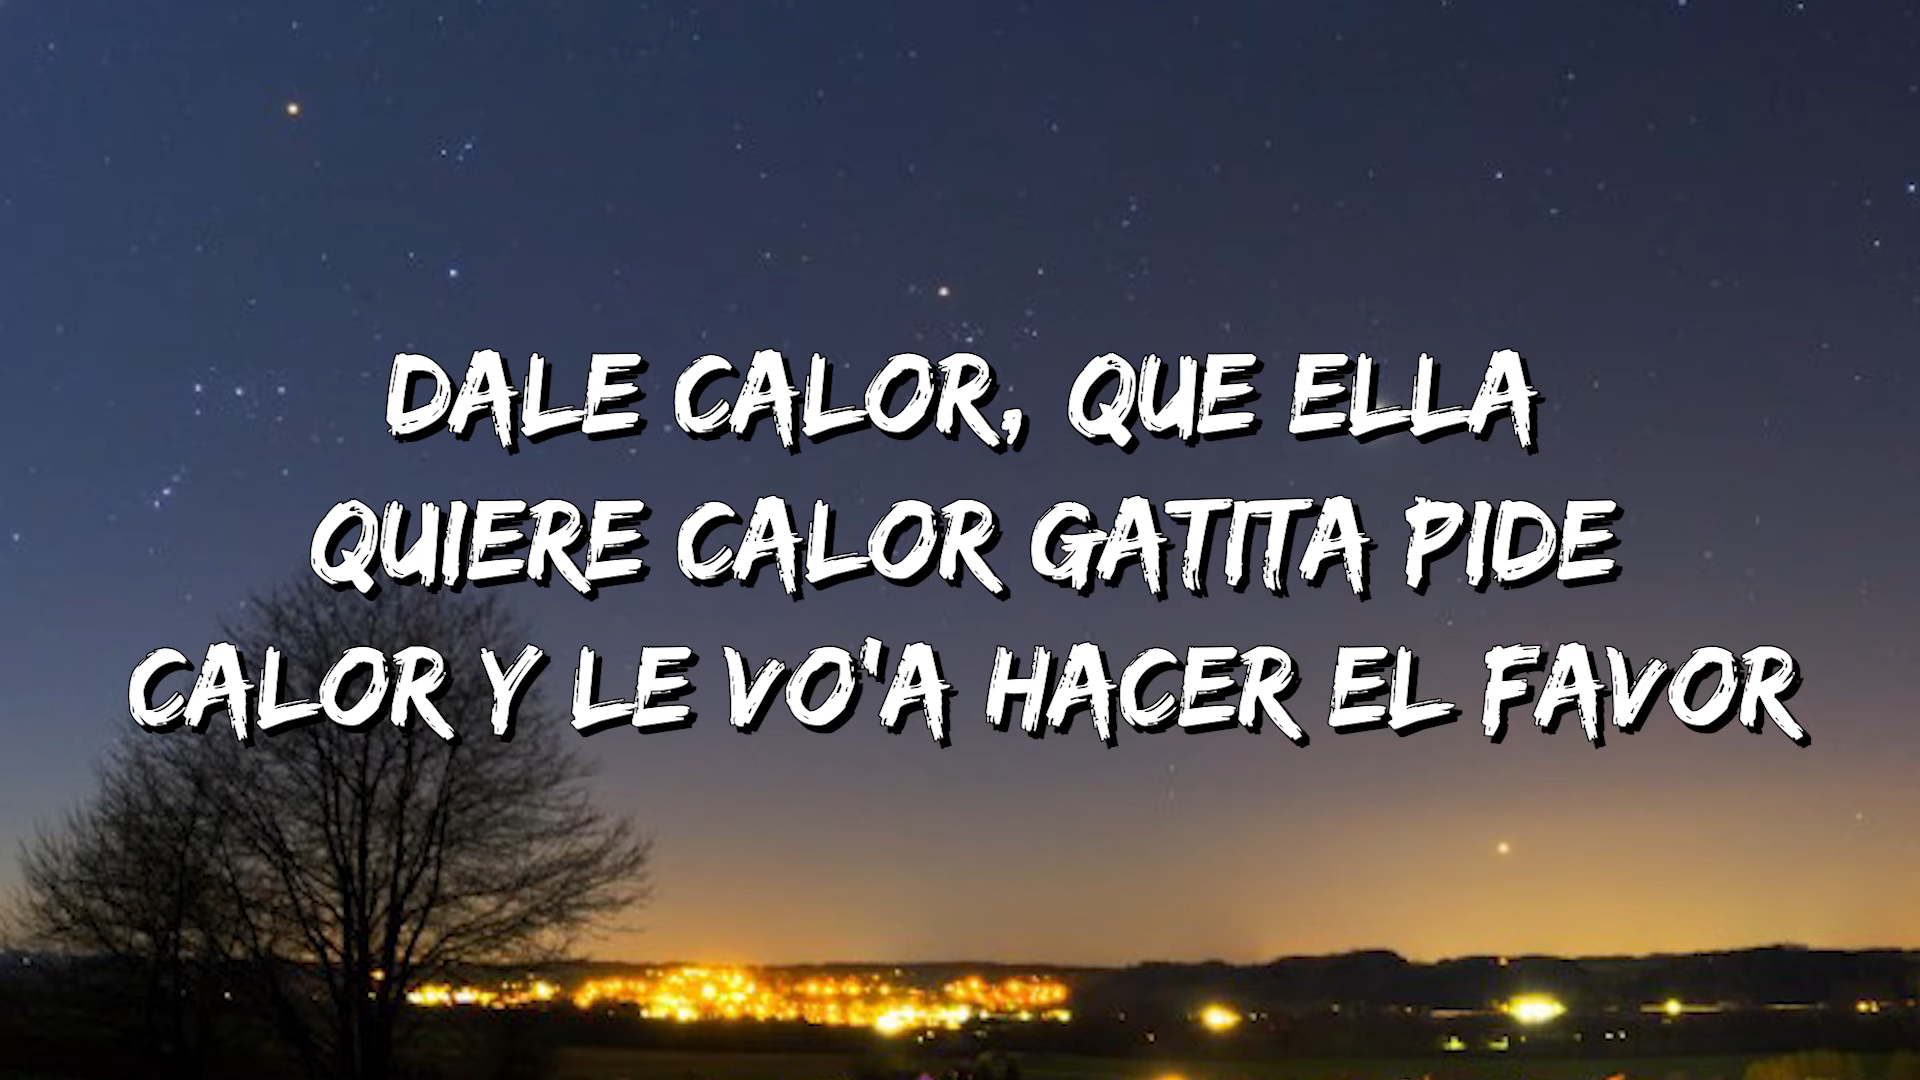 DALE CALOR, QUE ELLA
QUIERE CALOR GATITA PIDE
CALOR Y LE VO'A HACER EL FAVOR